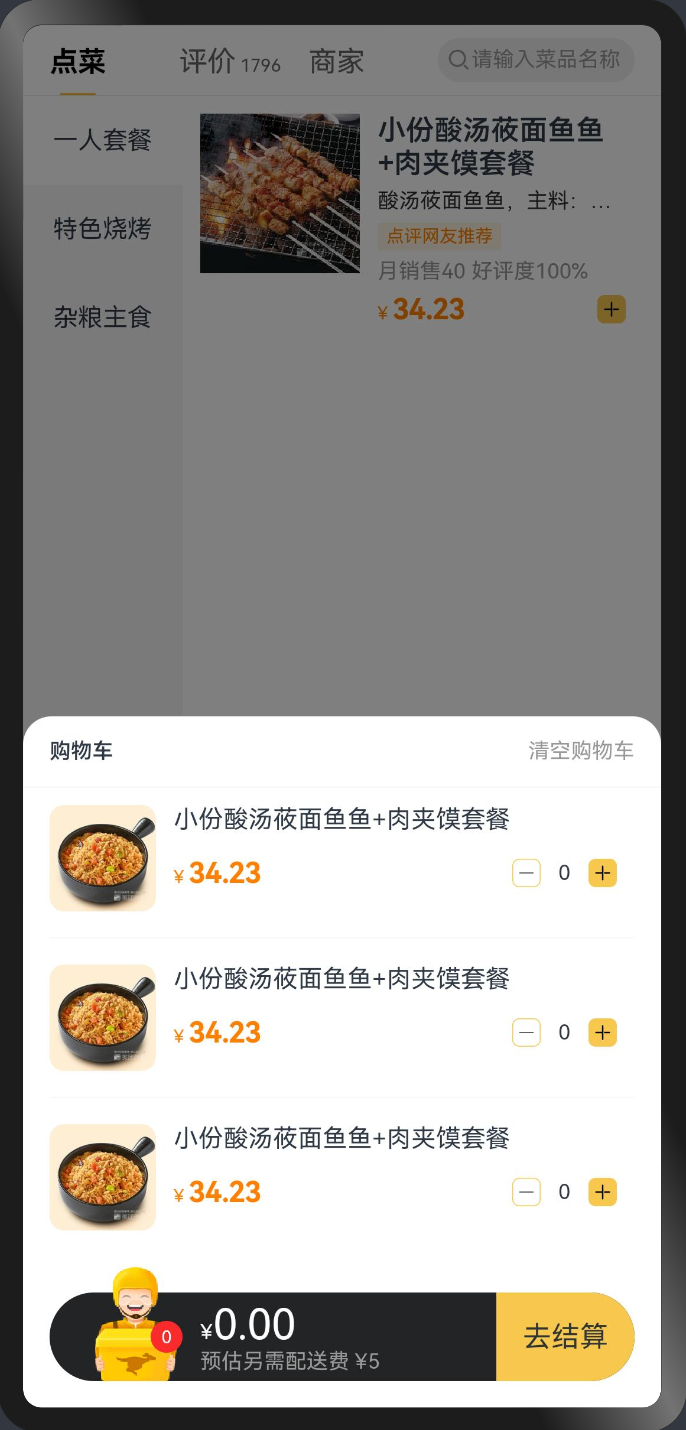 点菜
评价 1796
商家
请输入菜品名称
一人套餐
特色烧烤
杂粮主食
小份酸汤莜面鱼鱼
+肉夹馍套餐
酸汤莜面鱼鱼，主料：...
点评网友推荐
月销售40 好评度100%
¥ 34.23
购物车
清空购物车
小份酸汤莜面鱼鱼+肉夹馍套餐
¥ 34.23
0
小份酸汤莜面鱼鱼+肉夹馍套餐
¥ 34.23
0
小份酸汤莜面鱼鱼+肉夹馍套餐
¥ 34.23
0
0
¥0.00
预估另需配送费 ¥5
去结算